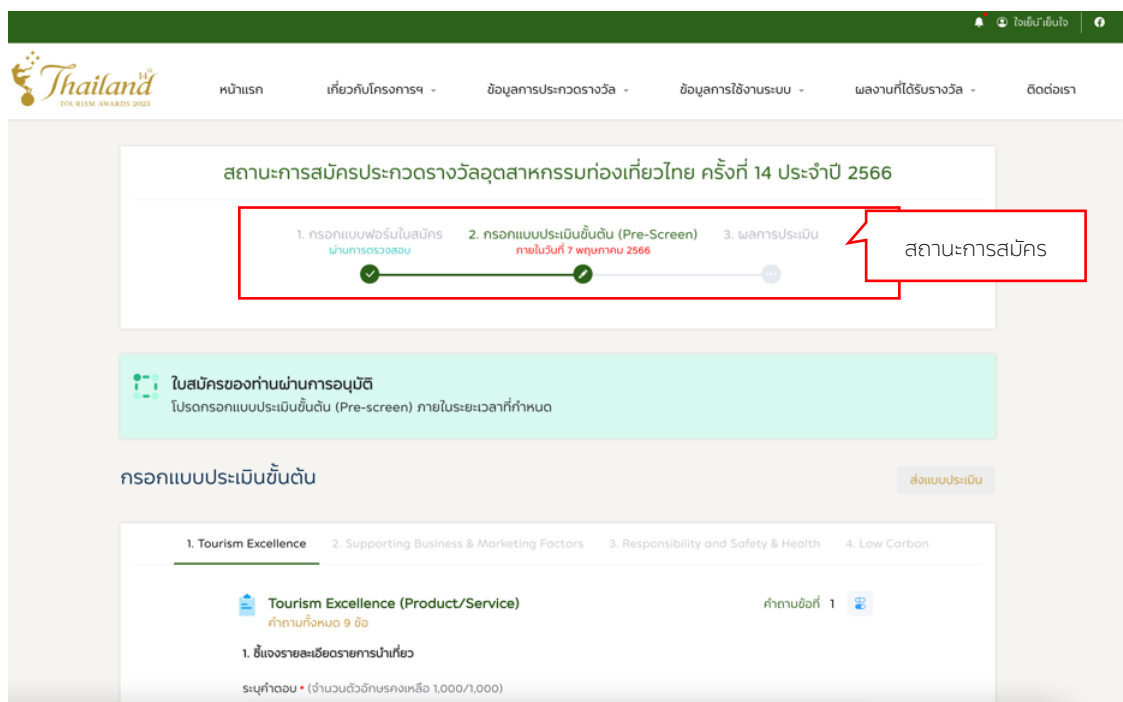 ใจเย็น เย็นใจ
Thailand 14th
TOURISM AWARDS 2023
หน้าแรก เกี่ยวกับโครงการฯ ข้อมูลการประกวดรางวัล ข้อมูลการใช้งานระบบ ผลงานที่ได้รับรางวัล ติดต่อเรา
สถานะการสมัครประกวดรางวัลอุตสาหกรรมท่องเที่ยวไทย ครั้งที่ 14 ประจำปี 2566
1. กรอกแบบฟอร์มใบสมัคร 2. กรอกแบบประเมินขั้นต้น (Pre-Screen) 3. ผลการประเมิน
ผ่านการตรวจสอบ ภายในวันที่ 7 พฤษภาคม 2566
สถานะการสมัคร
ใบสมัครของท่านผ่านการอนุมัติ
โปรดกรอกแบบประเมินขั้นต้น (Pre-screen) ภายในระยะเวลาที่กำหนด
กรอกแบบประเมินขั้นต้น ส่งแบบประเมิน
1. Tourism Excellence 2. Supporting Business & Marketing Factors 3. Responsibility and Safety & Health 4. Low Carbon
Tourism Excellence (Product/Service) คำถามข้อที่ 1
คำถามทั้งหมด 9 ข้อ
1. ชี้แจงรายละเอียดรายการนำเที่ยว
ระบุคำตอบ * (จำนวนตัวอักษรคงเหลือ 1,000/1,000)